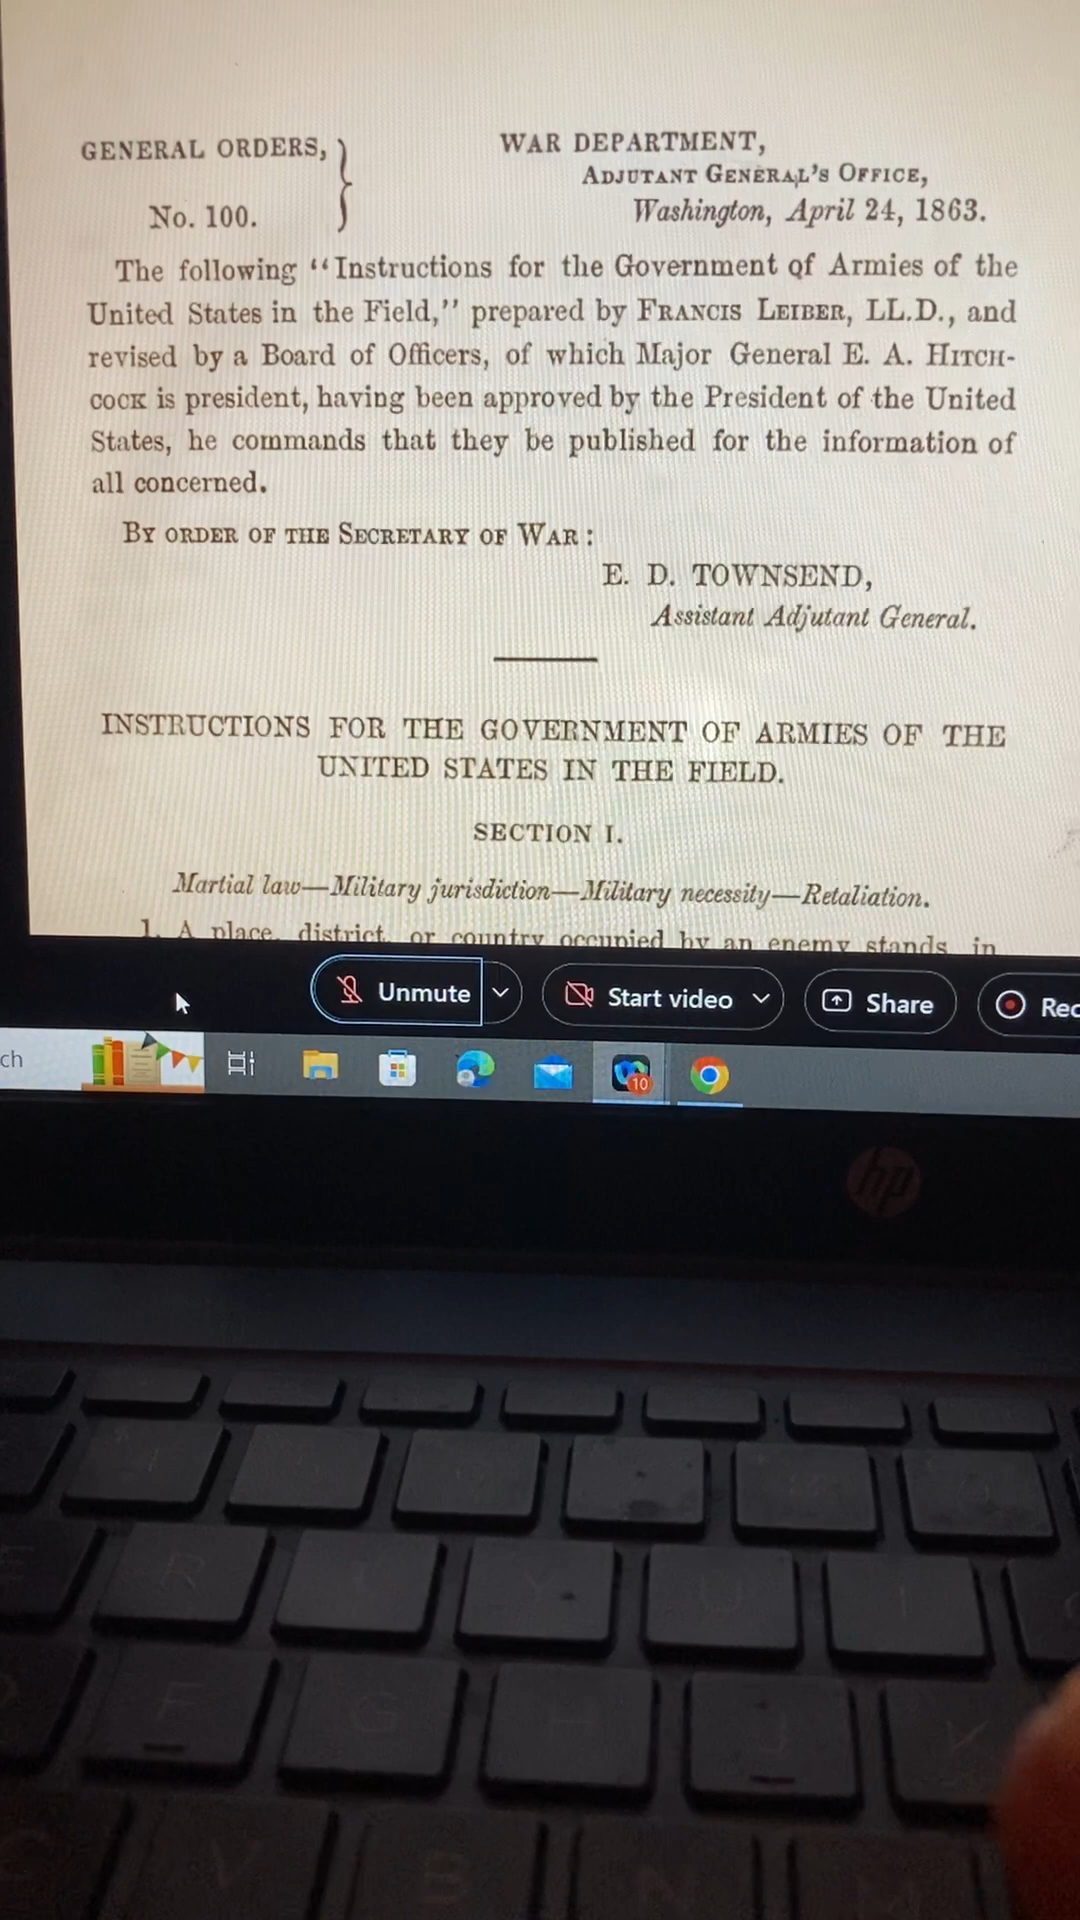 GENERAL ORDERS,
No. 100.
WAR DEPARTMENT,
ADJUTANT GENERAL'S OFFICE,
Washington, April 24, 1863.
The following "Instructions for the Government of Armies of the
United States in the Field," prepared by FRANCIS LEIBER, LL.D., and
revised by a Board of Officers, of which Major General E. A. HITCH-
COCK is president, having been approved by the President of the United
States, he commands that they be published for the information of
all concerned.
BY ORDER OF THE SECRETARY OF WAR:
E. D. TOWNSEND,
Assistant Adjutant General.
INSTRUCTIONS FOR THE GOVERNMENT OF ARMIES OF THE
UNITED STATES IN THE FIELD.
SECTION I.
Martial law—Military jurisdiction—Military necessity—Retaliation.
1. A place, district, or country occupied by an enemy stands, in
Unmute
Start video
Share
Rec
ch
10
hp
R
Y
U
I
F
G
H
J
K
V
B
N
M